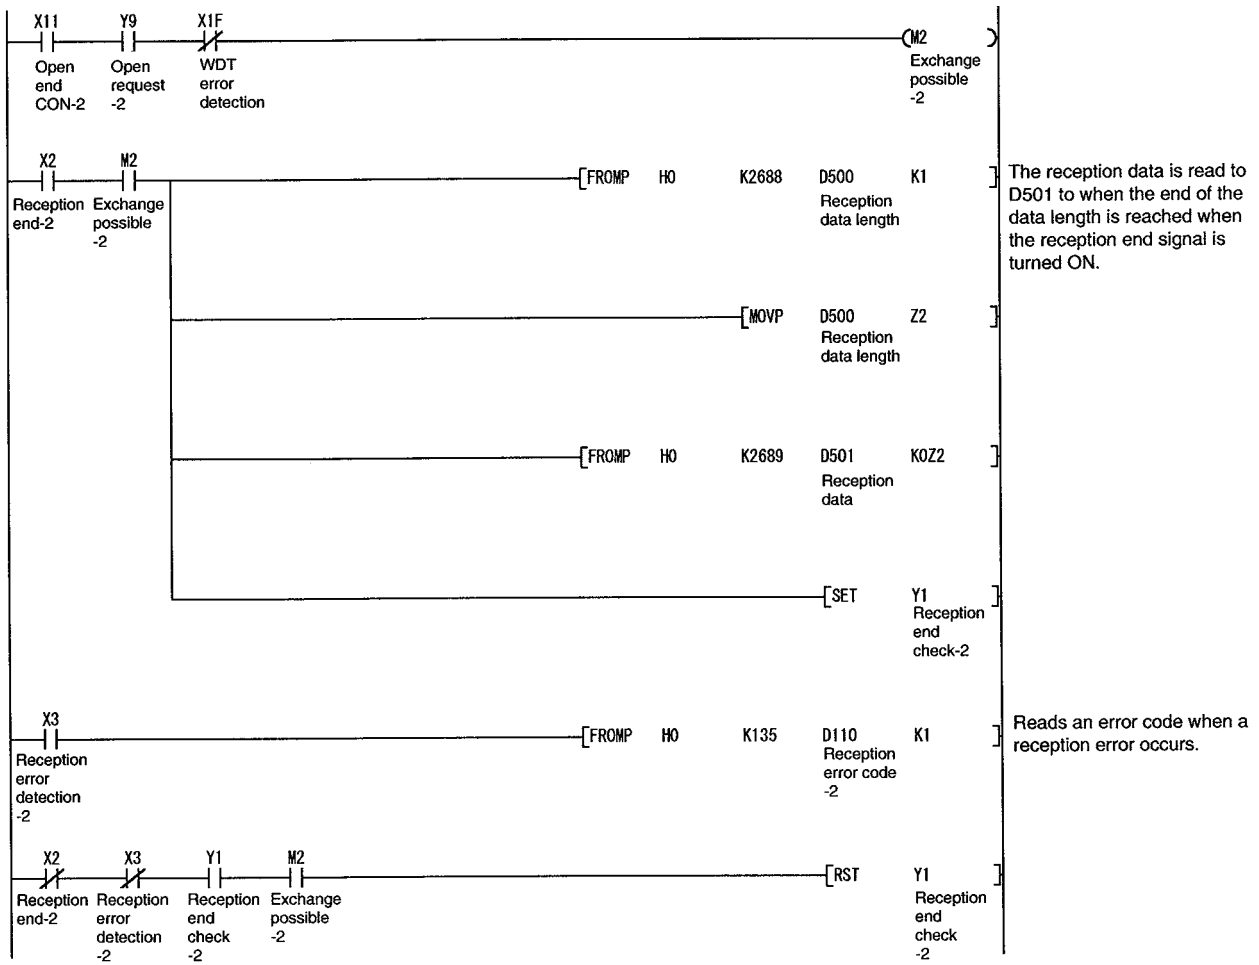 X11 Y9 X1F
M2
Open end CON-2
Open request -2
WDT error detection
Exchange possible -2
X2 M2
FROMP H0 K2688 D500 K1
Reception end-2
Exchange possible -2
Reception data length
The reception data is read to
D501 to when the end of the
data length is reached when
the reception end signal is
turned ON.
MOVP D500 Z2
Reception data length
FROMP H0 K2689 D501 K0Z2
Reception data
SET Y1
Reception end check-2
X3
FROMP H0 K135 D110 K1
Reception error detection -2
Reception error code -2
Reads an error code when a
reception error occurs.
X2 X3 Y1 M2
RST Y1
Reception end-2
Reception error detection -2
Reception end check -2
Exchange possible -2
Reception end check -2